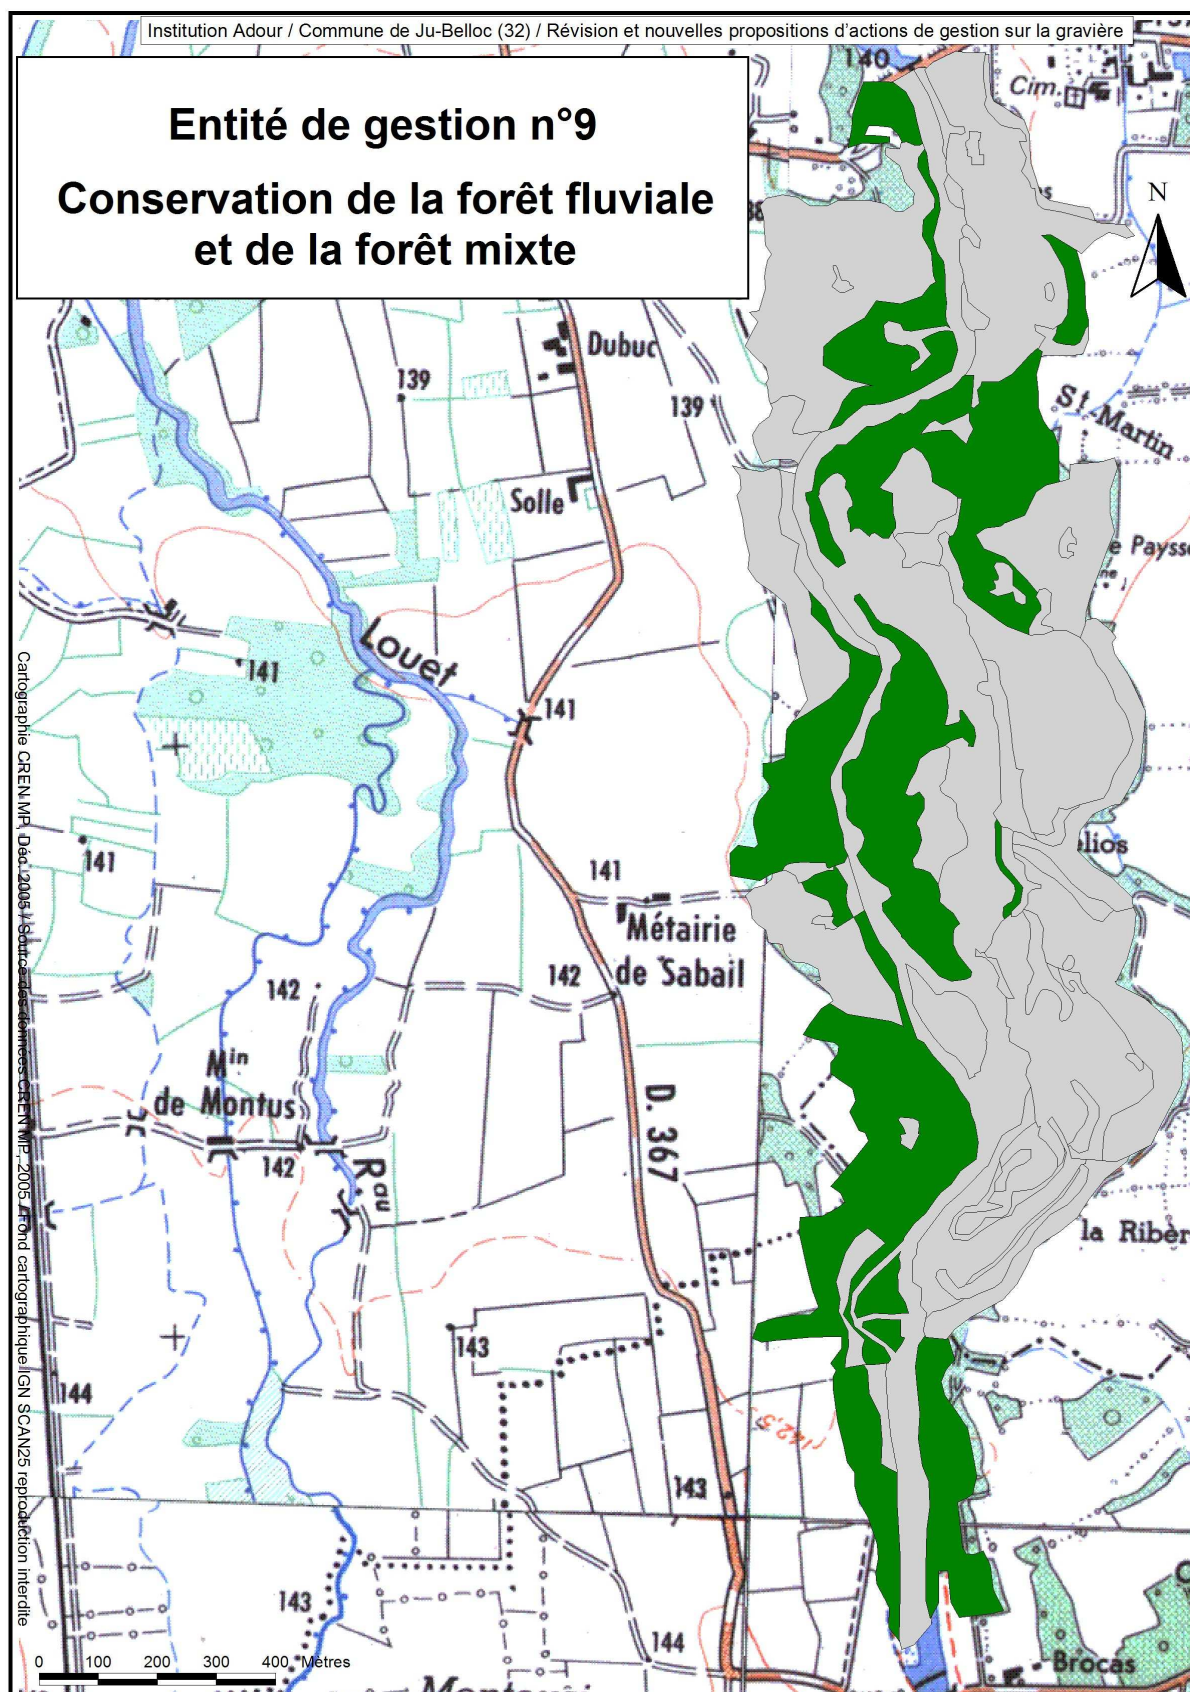 Institution Adour / Commune de Ju-Belloc (32) / Révision et nouvelles propositions d'actions de gestion sur la gravière
Entité de gestion n°9
Conservation de la forêt fluviale
et de la forêt mixte
140
Cim.
N
Dubuc
139
139
St-Martin
Solle
Payss
Louet
141
141
141
141
Métairie
de Sabail
142
142
Min
de Montus
142
Rau
D. 367
la Ribèr
143
144
142,5
143
143
144
Brocas
0 100 200 300 400 Mètres
Cartographie CREN MP, Déc. 2005 / Source des données CREN MP, 2005 / Fond cartographique IGN SCAN25 reproduction interdite